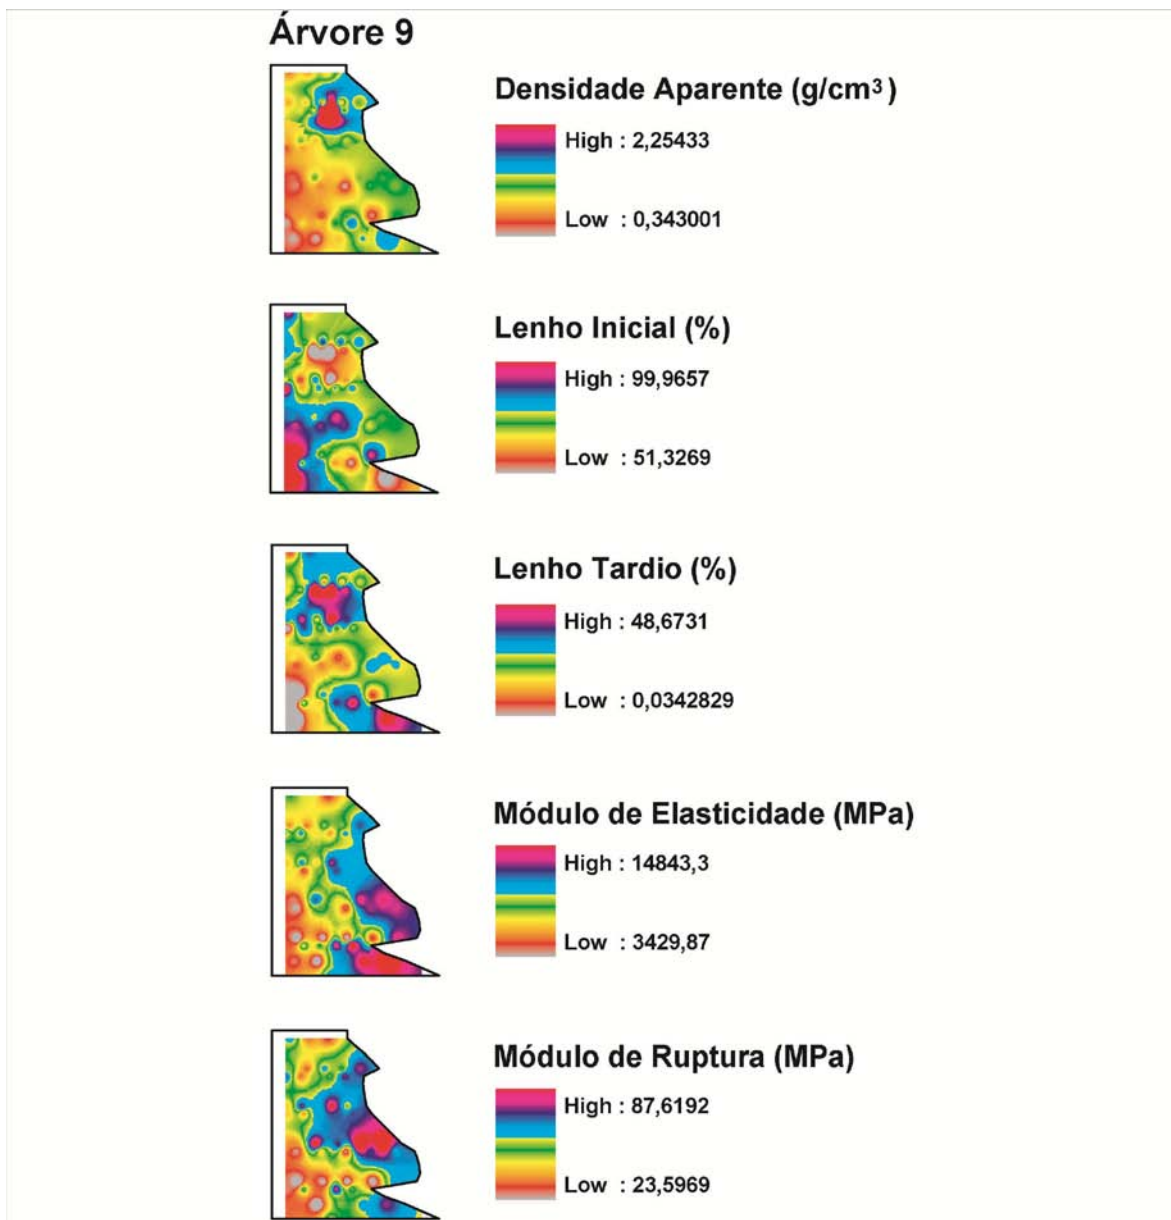 Árvore 9
Densidade Aparente (g/cm³)
High : 2,25433
Low : 0,343001
Lenho Inicial (%)
High : 99,9657
Low : 51,3269
Lenho Tardio (%)
High : 48,6731
Low : 0,0342829
Módulo de Elasticidade (MPa)
High : 14843,3
Low : 3429,87
Módulo de Ruptura (MPa)
High : 87,6192
Low : 23,5969